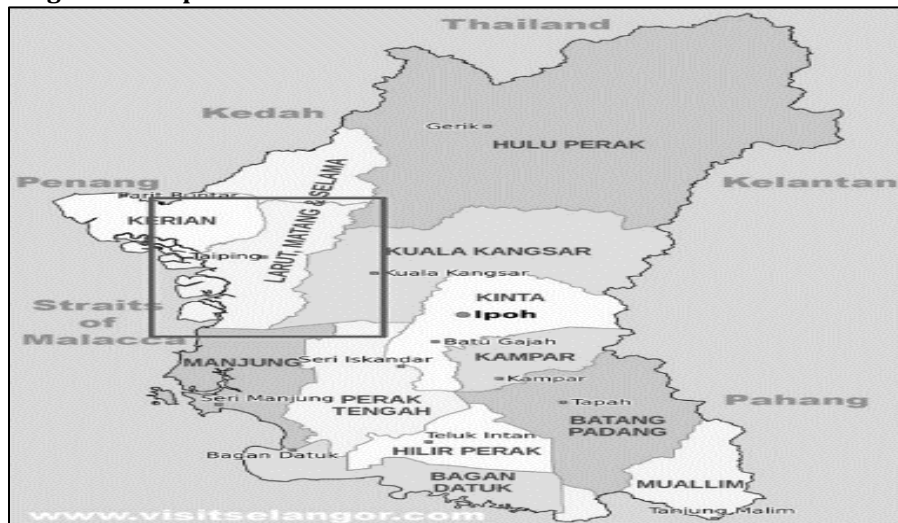 Thailand
Kedah
Gerik
HULU PERAK
Penang
Parit Buntar
Kelantan
KERIAN
LARUT, MATANG & SELAMA
Taiping
KUALA KANGSAR
Kuala Kangsar
Straits
of
Malacca
KINTA
Ipoh
Batu Gajah
MANJUNG
Seri Iskandar
KAMPAR
Kampar
Seri Manjung
PERAK
TENGAH
Tapah
Pahang
BATANG
PADANG
Teluk Intan
Bagan Datuk
HILIR PERAK
BAGAN
DATUK
MUALLIM
Tanjung Malim
www.visitselangor.com